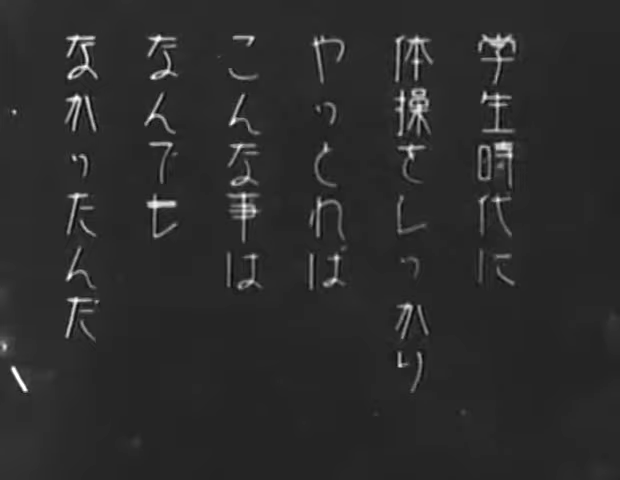 学生時代に
体操をしっかり
やっとれば
こんな事は
なんでも
なかったんだ